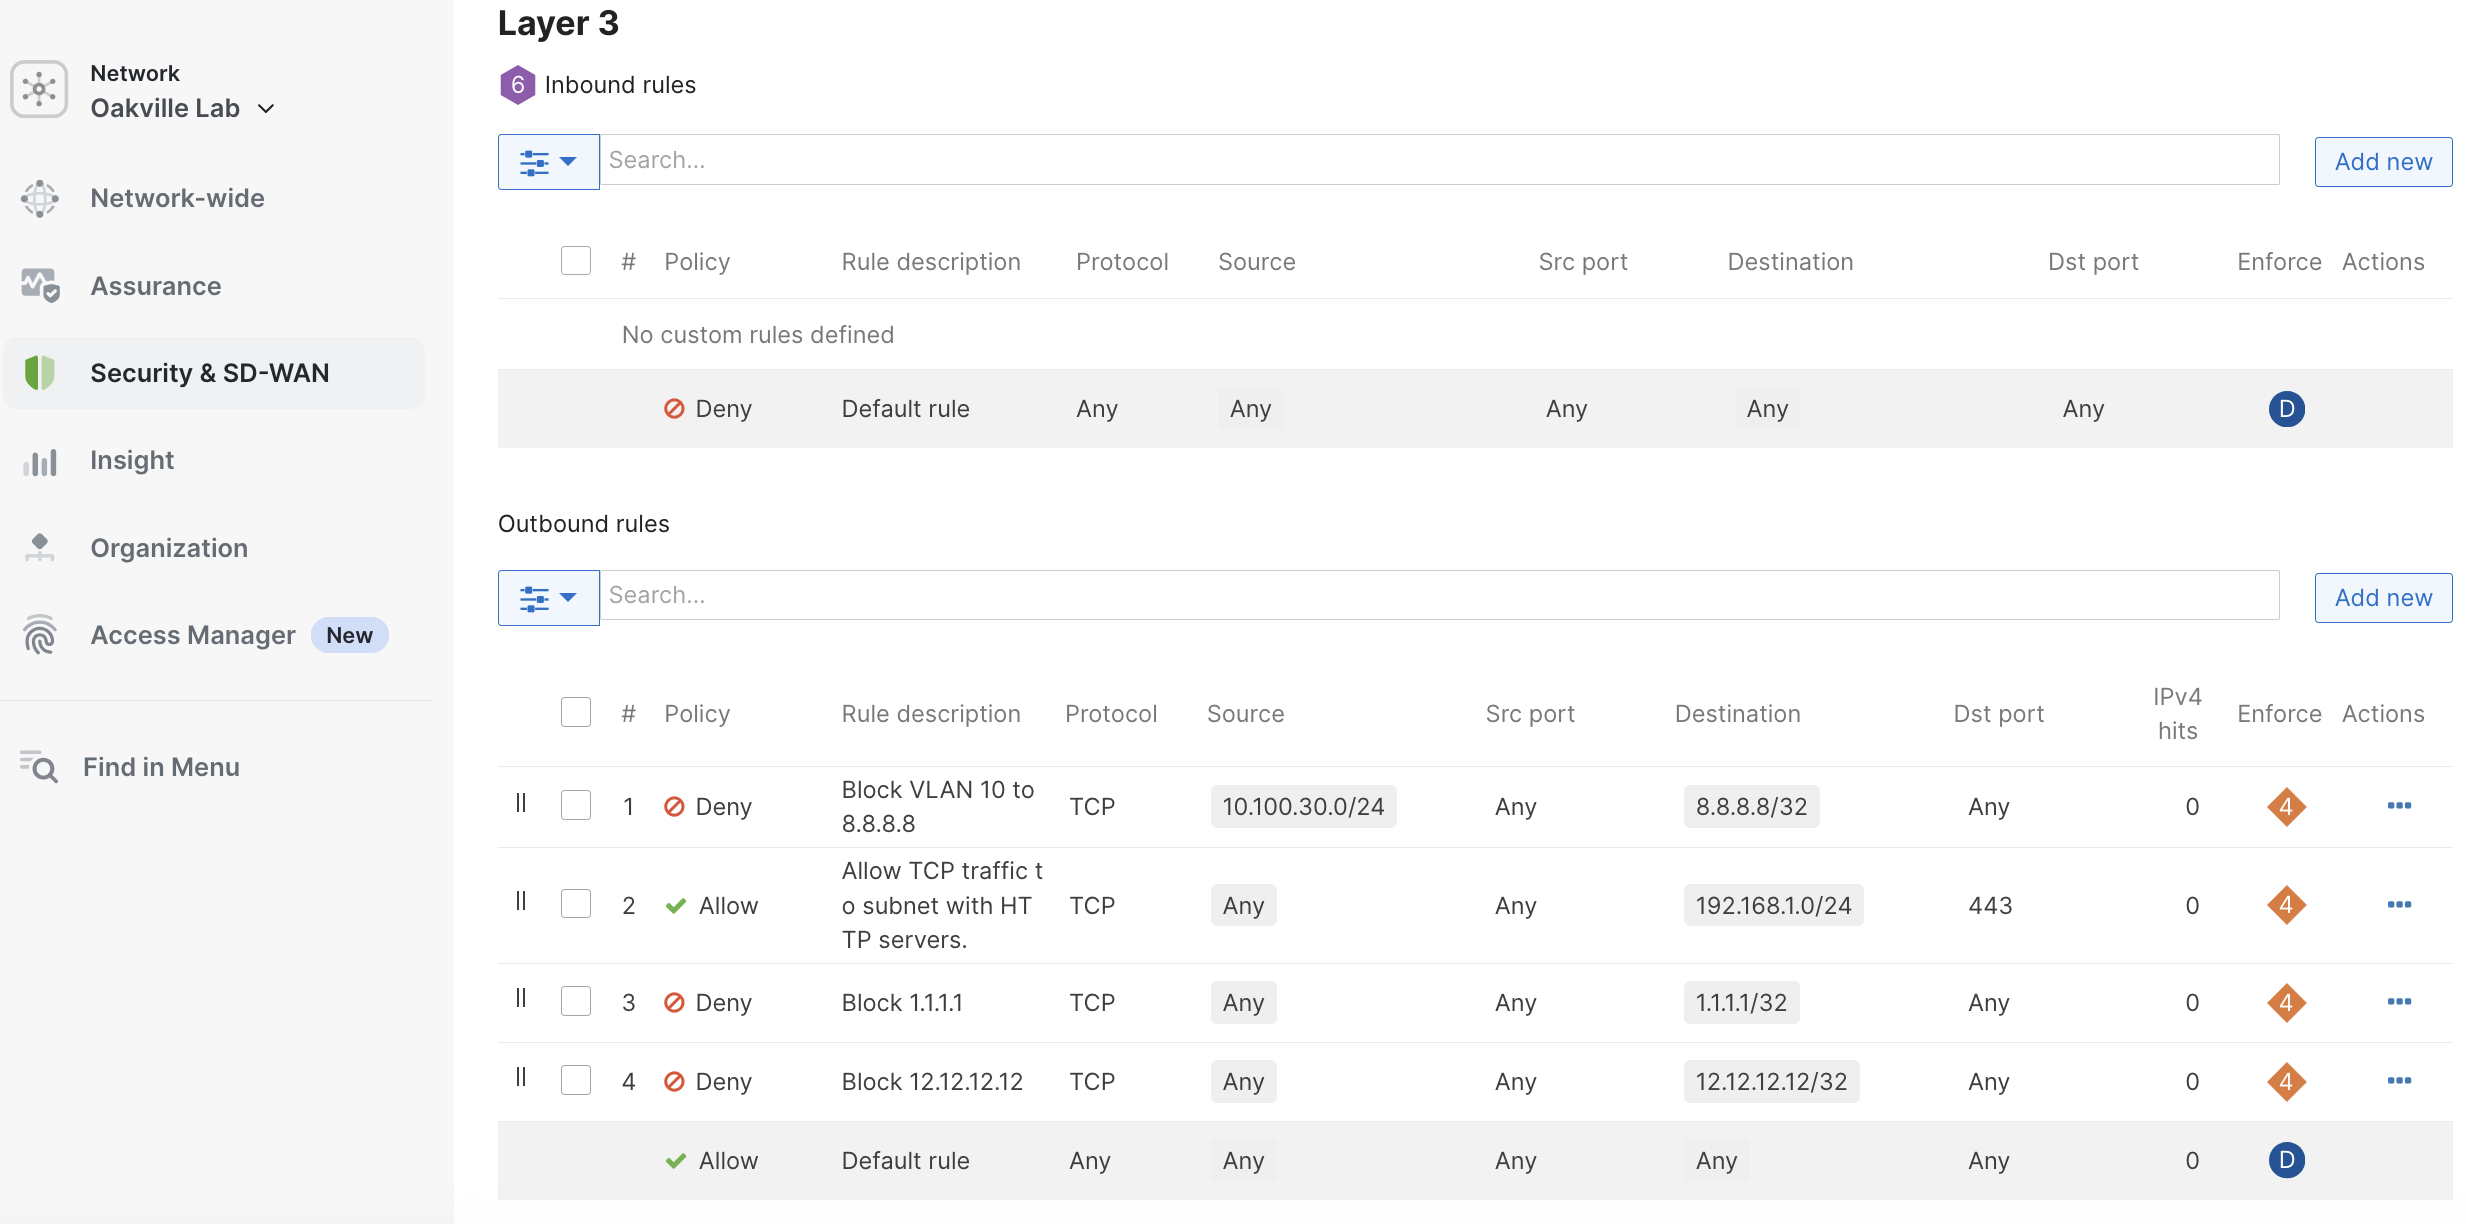 Network
Oakville Lab
Network-wide
Assurance
Security & SD-WAN
Insight
Organization
Access Manager New
Find in Menu
Layer 3
6 Inbound rules
Search...
Add new
# Policy Rule description Protocol Source Src port Destination Dst port Enforce Actions
No custom rules defined
Deny Default rule Any Any Any Any Any D
Outbound rules
Search...
Add new
# Policy Rule description Protocol Source Src port Destination Dst port IPv4 hits Enforce Actions
1 Deny Block VLAN 10 to 8.8.8.8 TCP 10.100.30.0/24 Any 8.8.8.8/32 Any 0 4
2 Allow Allow TCP traffic t
o subnet with HT
TP servers. TCP Any Any 192.168.1.0/24 443 0 4
3 Deny Block 1.1.1.1 TCP Any Any 1.1.1.1/32 Any 0 4
4 Deny Block 12.12.12.12 TCP Any Any 12.12.12.12/32 Any 0 4
Allow Default rule Any Any Any Any Any 0 D